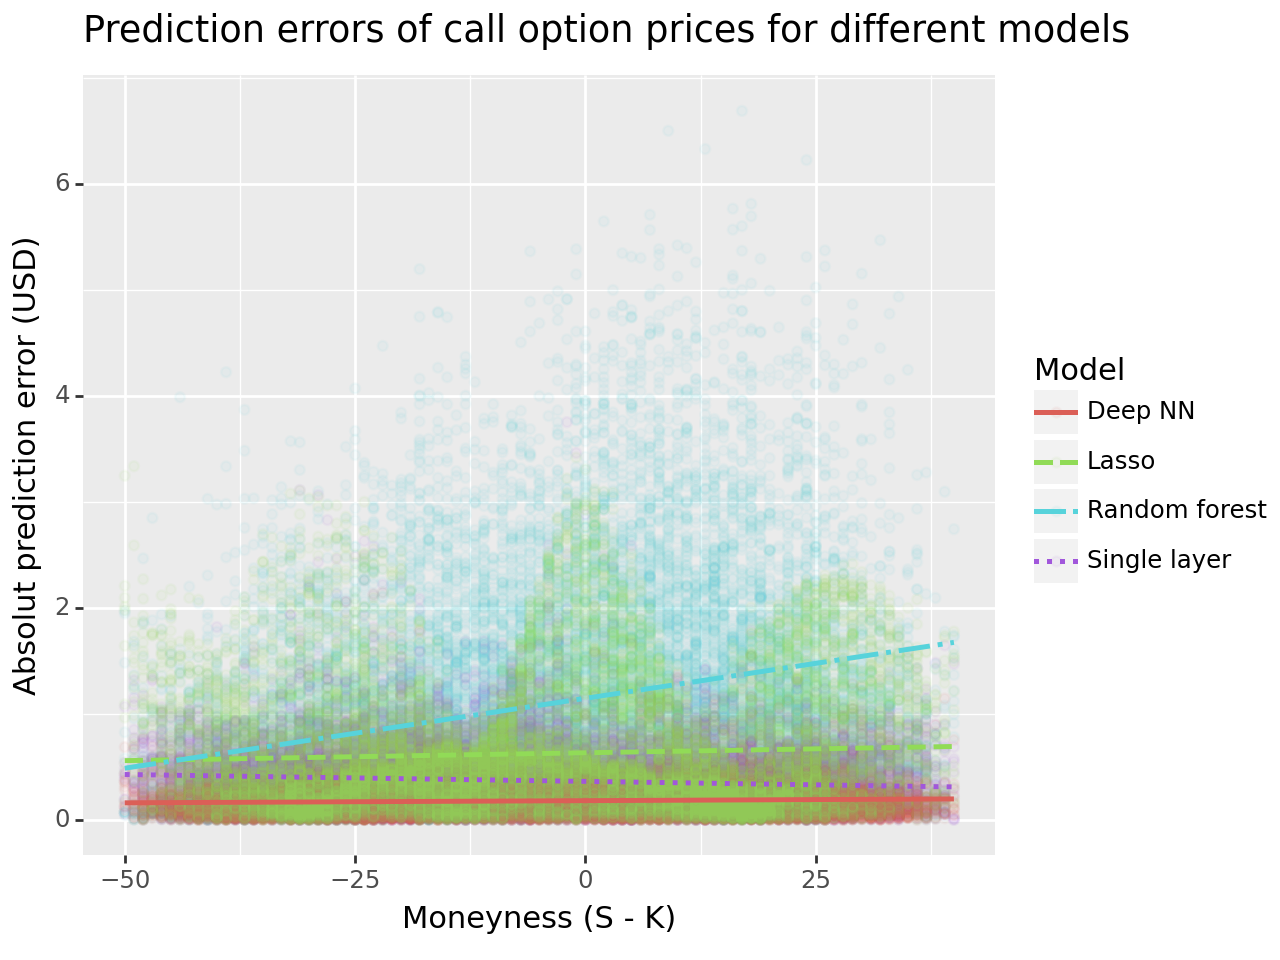 Prediction errors of call option prices for different models
Absolut prediction error (USD)
6
4
2
0
−50
−25
0
25
Moneyness (S - K)
Model
Deep NN
Lasso
Random forest
Single layer